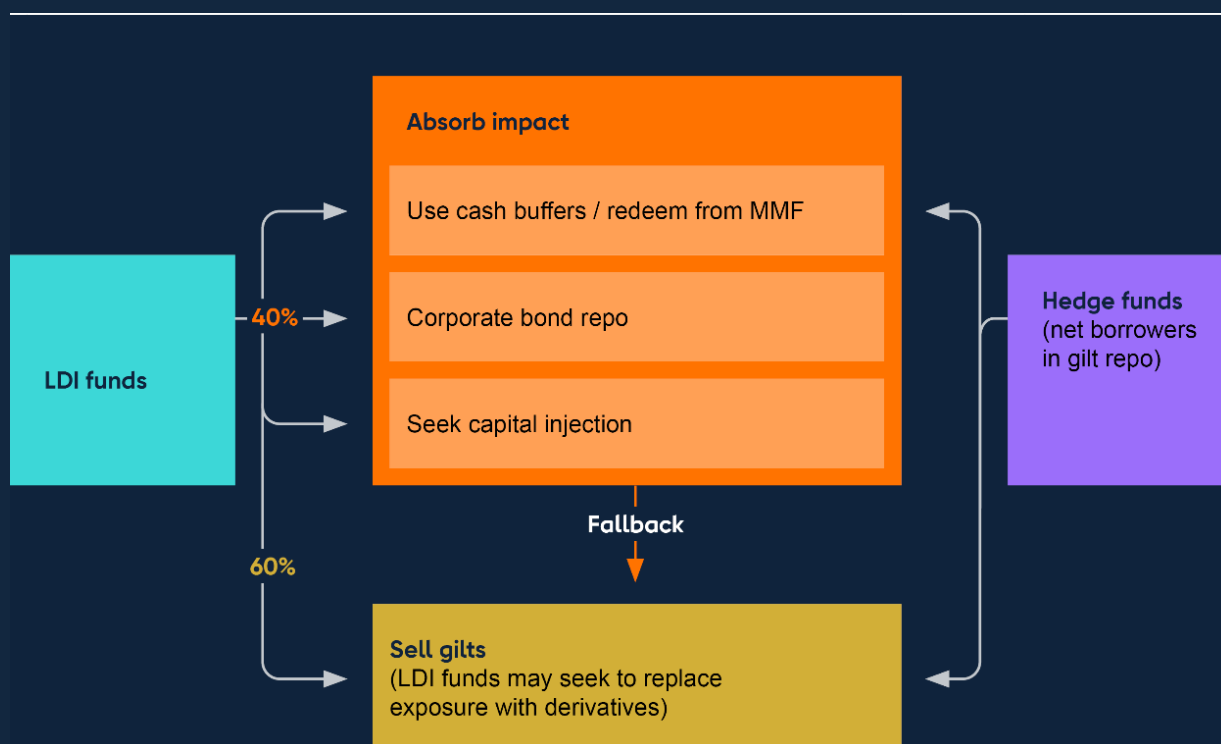 Absorb impact
Use cash buffers / redeem from MMF
Corporate bond repo
Seek capital injection
LDI funds
40%
60%
Hedge funds
(net borrowers
in gilt repo)
Fallback
Sell gilts
(LDI funds may seek to replace
exposure with derivatives)